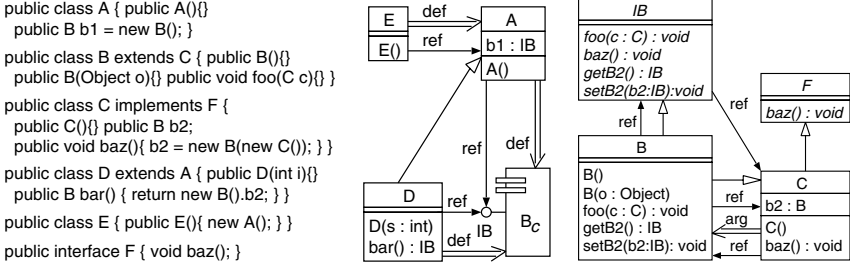 public class A { public A(){}
public B b1 = new B(); }
public class B extends C { public B(){}
public B(Object o){} public void foo(C c){} }
public class C implements F {
public C(){} public B b2;
public void baz(){ b2 = new B(new C()); } }
public class D extends A { public D(int i){}
public B bar() { return new B().b2; } }
public class E { public E(){ new A(); } }
public interface F { void baz(); }
E
E()
def
ref
A
b1 : IB
A()
ref
def
D
D(s : int)
bar() : IB
ref
def
IB
Bc
IB
foo(c : C) : void
baz() : void
getB2() : IB
setB2(b2:IB):void
ref
ref
F
baz() : void
B
B()
B(o : Object)
foo(c : C) : void
getB2() : IB
setB2(b2:IB): void
ref
arg
ref
C
b2 : B
C()
baz() : void